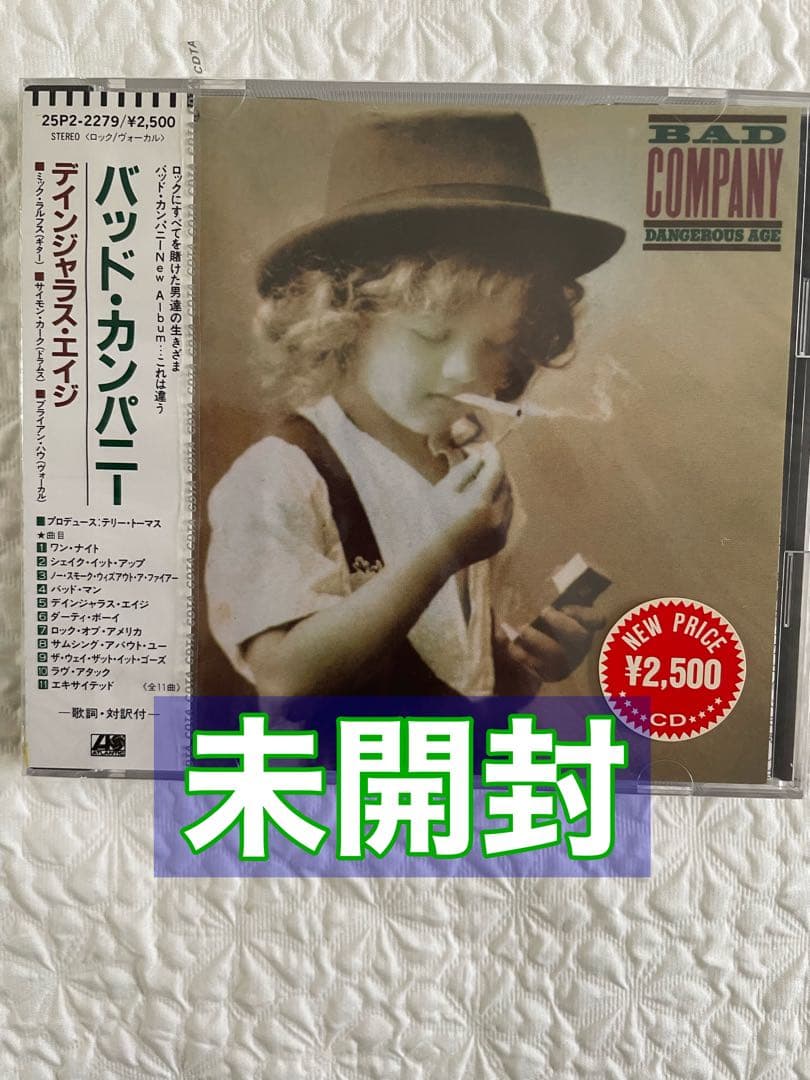 CDTA
25P2-2279/¥2,500
STEREO〈ロック/ヴォーカル〉
ロックにすべてを賭けた男達の生きざま
バッド・カンパニーNew Album…これは違う
バッド・カンパニー
デインジャラス・エイジ
■ミック・ラルフス(ギター) ■サイモン・カーク(ドラムス) ■ブライアン・ハウ(ヴォーカル)
■プロデュース:テリー・トーマス
★曲目
1 ワン・ナイト
2 シェイク・イット・アップ
3 ノー・スモーク・ウィズアウト・ア・ファイアー
4 バッド・マン
5 デインジャラス・エイジ
6 ダーティ・ボーイ
7 ロック・オブ・アメリカ
8 サムシング・アバウト・ユー
9 ザ・ウェイ・ザット・イット・ゴーズ
10 ラヴ・アタック
11 エキサイテッド 〈全11曲〉
—歌詞・対訳付—
ATLANTIC
CDTA CDTA CDTA CDTA CDTA CDTA
BAD
COMPANY
DANGEROUS AGE
NEW PRICE
¥2,500
CD
未開封